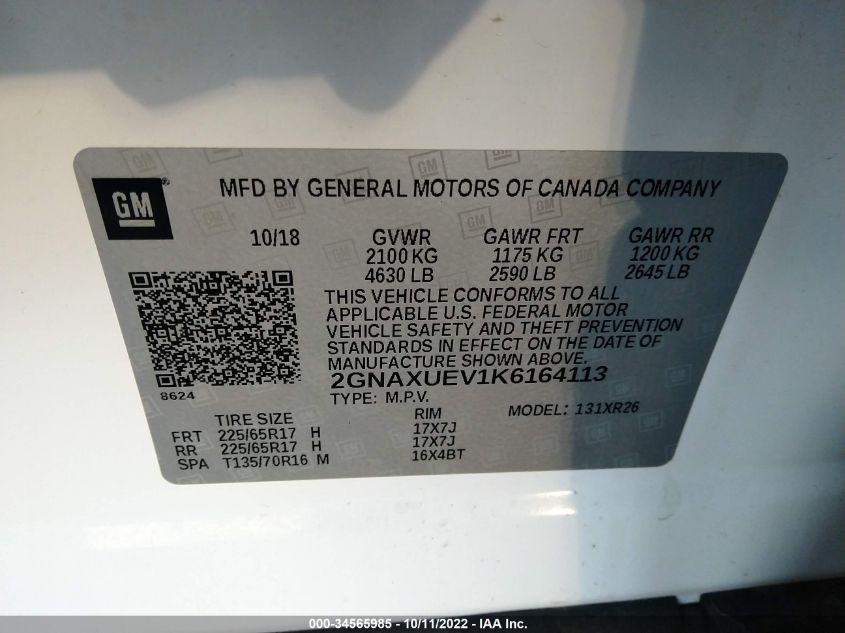 GM
MFD BY GENERAL MOTORS OF CANADA COMPANY
10/18 GVWR GAWR FRT GAWR RR
2100 KG 1175 KG 1200 KG
4630 LB 2590 LB 2645 LB
THIS VEHICLE CONFORMS TO ALL
APPLICABLE U.S. FEDERAL MOTOR
VEHICLE SAFETY AND THEFT PREVENTION
STANDARDS IN EFFECT ON THE DATE OF
MANUFACTURE SHOWN ABOVE.
8624
2GNAXUEV1K6164113
TYPE: M.P.V. MODEL: 131XR26
TIRE SIZE RIM
FRT 225/65R17 H 17X7J
RR 225/65R17 H 17X7J
SPA T135/70R16 M 16X4BT
000-34565985 - 10/11/2022 - IAA Inc.